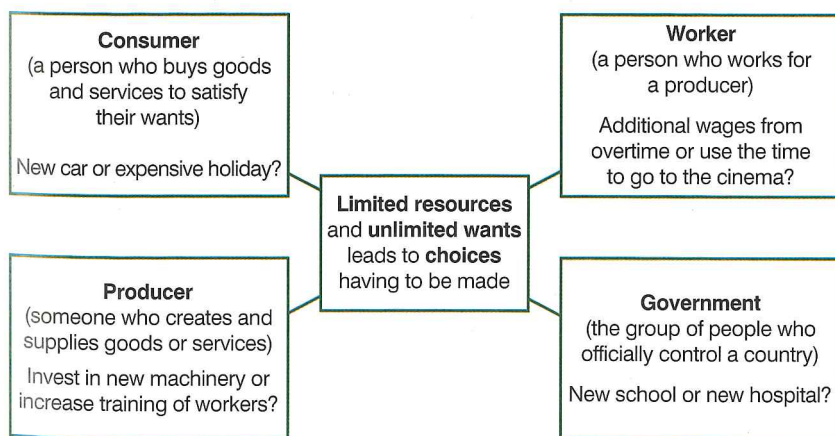 Consumer
(a person who buys goods
and services to satisfy
their wants)
New car or expensive holiday?
Worker
(a person who works for
a producer)
Additional wages from
overtime or use the time
to go to the cinema?
Limited resources
and unlimited wants
leads to choices
having to be made
Producer
(someone who creates and
supplies goods or services)
Invest in new machinery or
increase training of workers?
Government
(the group of people who
officially control a country)
New school or new hospital?